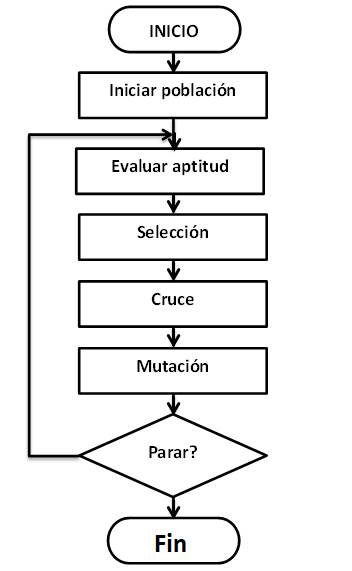 INICIO
Iniciar población
Evaluar aptitud
Selección
Cruce
Mutación
Parar?
Fin